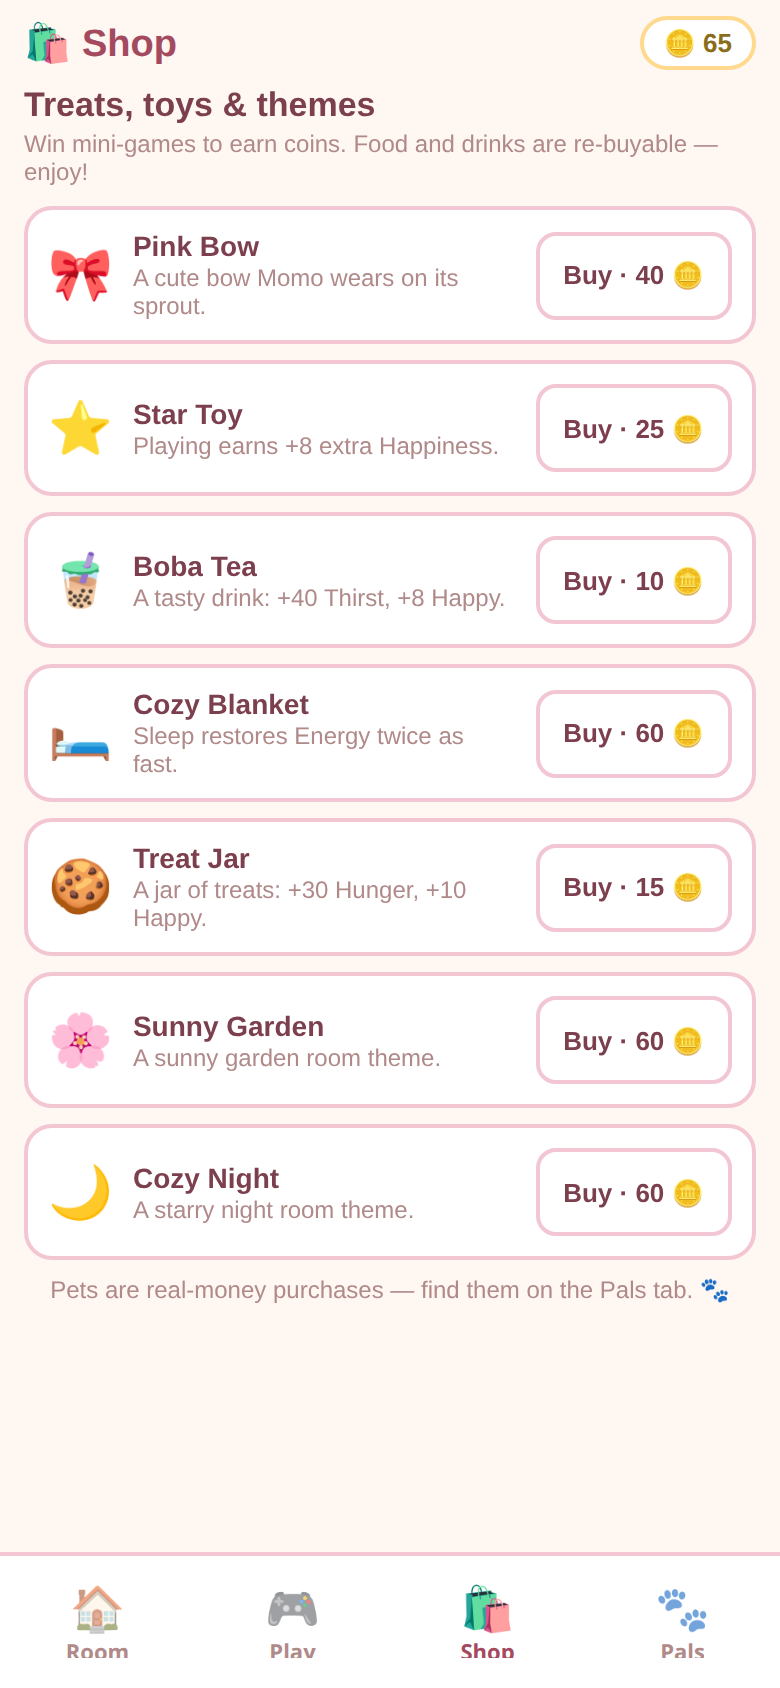 Shop
65
Treats, toys & themes
Win mini-games to earn coins. Food and drinks are re-buyable —
enjoy!
Pink Bow
A cute bow Momo wears on its
sprout.
Buy · 40
Star Toy
Playing earns +8 extra Happiness.
Buy · 25
Boba Tea
A tasty drink: +40 Thirst, +8 Happy.
Buy · 10
Cozy Blanket
Sleep restores Energy twice as
fast.
Buy · 60
Treat Jar
A jar of treats: +30 Hunger, +10
Happy.
Buy · 15
Sunny Garden
A sunny garden room theme.
Buy · 60
Cozy Night
A starry night room theme.
Buy · 60
Pets are real-money purchases — find them on the Pals tab.
Room
Play
Shop
Pals